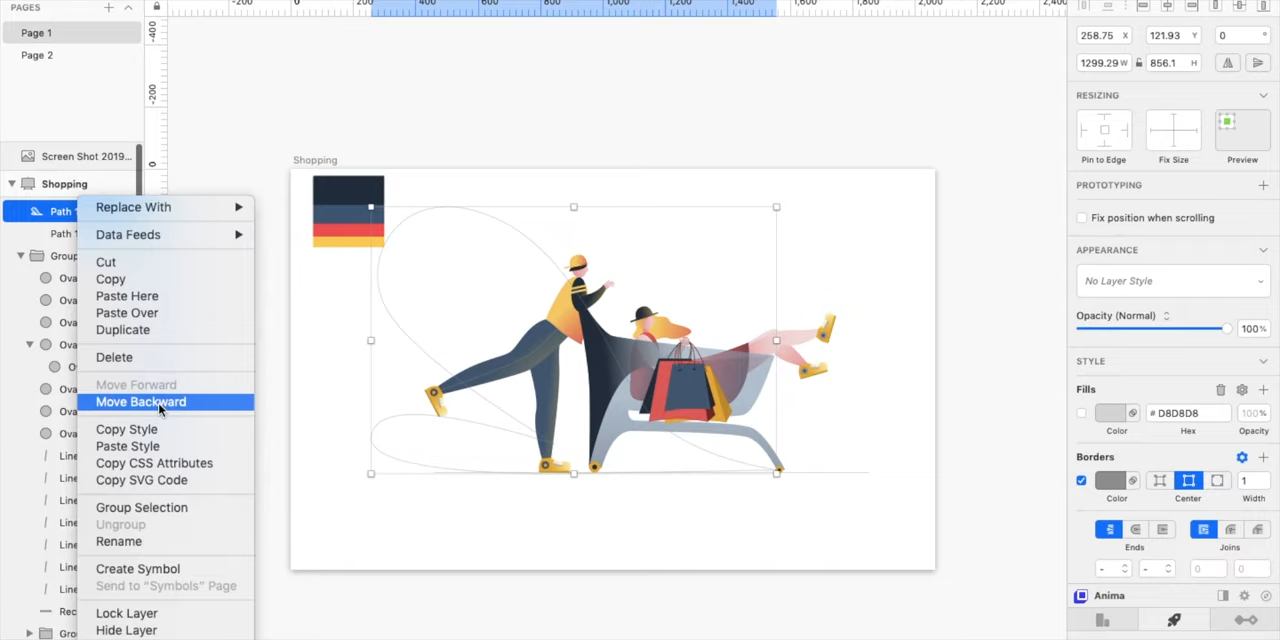 PAGES
Page 1
Page 2
Screen Shot 2019...
Shopping
Path 1
Path 1
Group
Ova
Ova
Ova
Ova
O
Ova
Ova
Ova
Line
Line
Line
Line
Line
Line
Line
Rec
Gro
Replace With
Data Feeds
Cut
Copy
Paste Here
Paste Over
Duplicate
Delete
Move Forward
Move Backward
Copy Style
Paste Style
Copy CSS Attributes
Copy SVG Code
Group Selection
Ungroup
Rename
Create Symbol
Send to “Symbols” Page
Lock Layer
Hide Layer
-200 0 200 400 600 800 1,000 1,200 1,400 1,600 1,800 2,000 2,200 2,400
-400
-200
0
Shopping
258.75 X 121.93 Y 0 °
1299.29 W 856.1 H
RESIZING
Pin to Edge Fix Size Preview
PROTOTYPING
Fix position when scrolling
APPEARANCE
No Layer Style
Opacity (Normal) 100%
STYLE
Fills
# D8D8D8 100%
Color Hex Opacity
Borders
1
Color Center Width
Ends Joins
- - 0 0
Anima